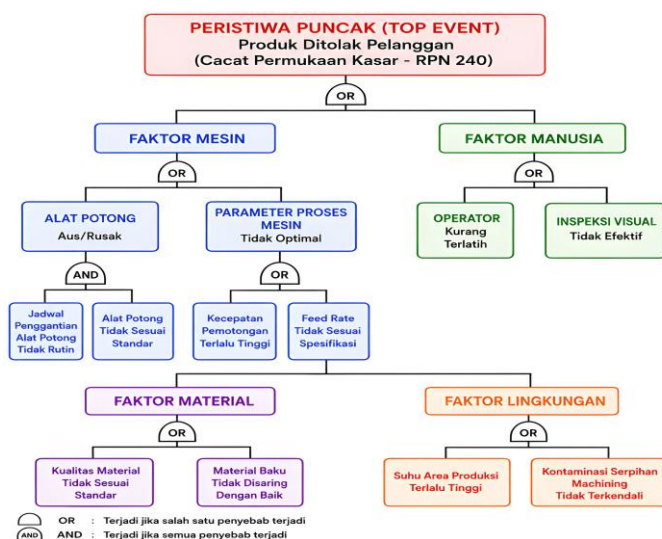 PERISTIWA PUNCAK (TOP EVENT)
Produk Ditolak Pelanggan
(Cacat Permukaan Kasar - RPN 240)
OR
FAKTOR MESIN
FAKTOR MANUSIA
OR
OR
ALAT POTONG
Aus/Rusak
PARAMETER PROSES
MESIN
Tidak Optimal
OPERATOR
Kurang
Terlatih
INSPEKSI VISUAL
Tidak Efektif
AND
OR
Jadwal
Penggantian
Alat Potong
Tidak Rutin
Alat Potong
Tidak Sesuai
Standar
Kecepatan
Pemotongan
Terlalu Tinggi
Feed Rate
Tidak Sesuai
Spesifikasi
FAKTOR MATERIAL
FAKTOR LINGKUNGAN
OR
OR
Kualitas Material
Tidak Sesuai
Standar
Material Baku
Tidak Disaring
Dengan Baik
Suhu Area Produksi
Terlalu Tinggi
Kontaminasi Serpihan
Machining
Tidak Terkendali
OR : Terjadi jika salah satu penyebab terjadi
AND AND : Terjadi jika semua penyebab terjadi